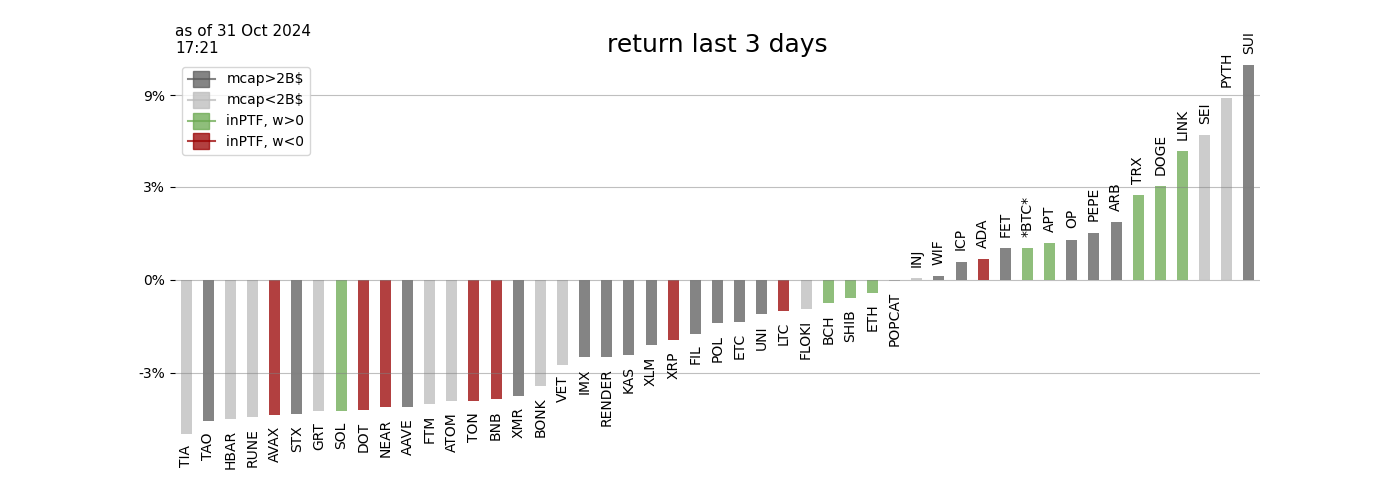 as of 31 Oct 2024
17:21
return last 3 days
mcap>2B$
mcap<2B$
inPTF, w>0
inPTF, w<0
9%
3%
0%
-3%
TIA
TAO
HBAR
RUNE
AVAX
STX
GRT
SOL
DOT
NEAR
AAVE
FTM
ATOM
TON
BNB
XMR
BONK
VET
IMX
RENDER
KAS
XLM
XRP
FIL
POL
ETC
UNI
LTC
FLOKI
BCH
SHIB
ETH
POPCAT
INJ
WIF
ICP
ADA
FET
*BTC*
APT
OP
PEPE
ARB
TRX
DOGE
LINK
SEI
PYTH
SUI